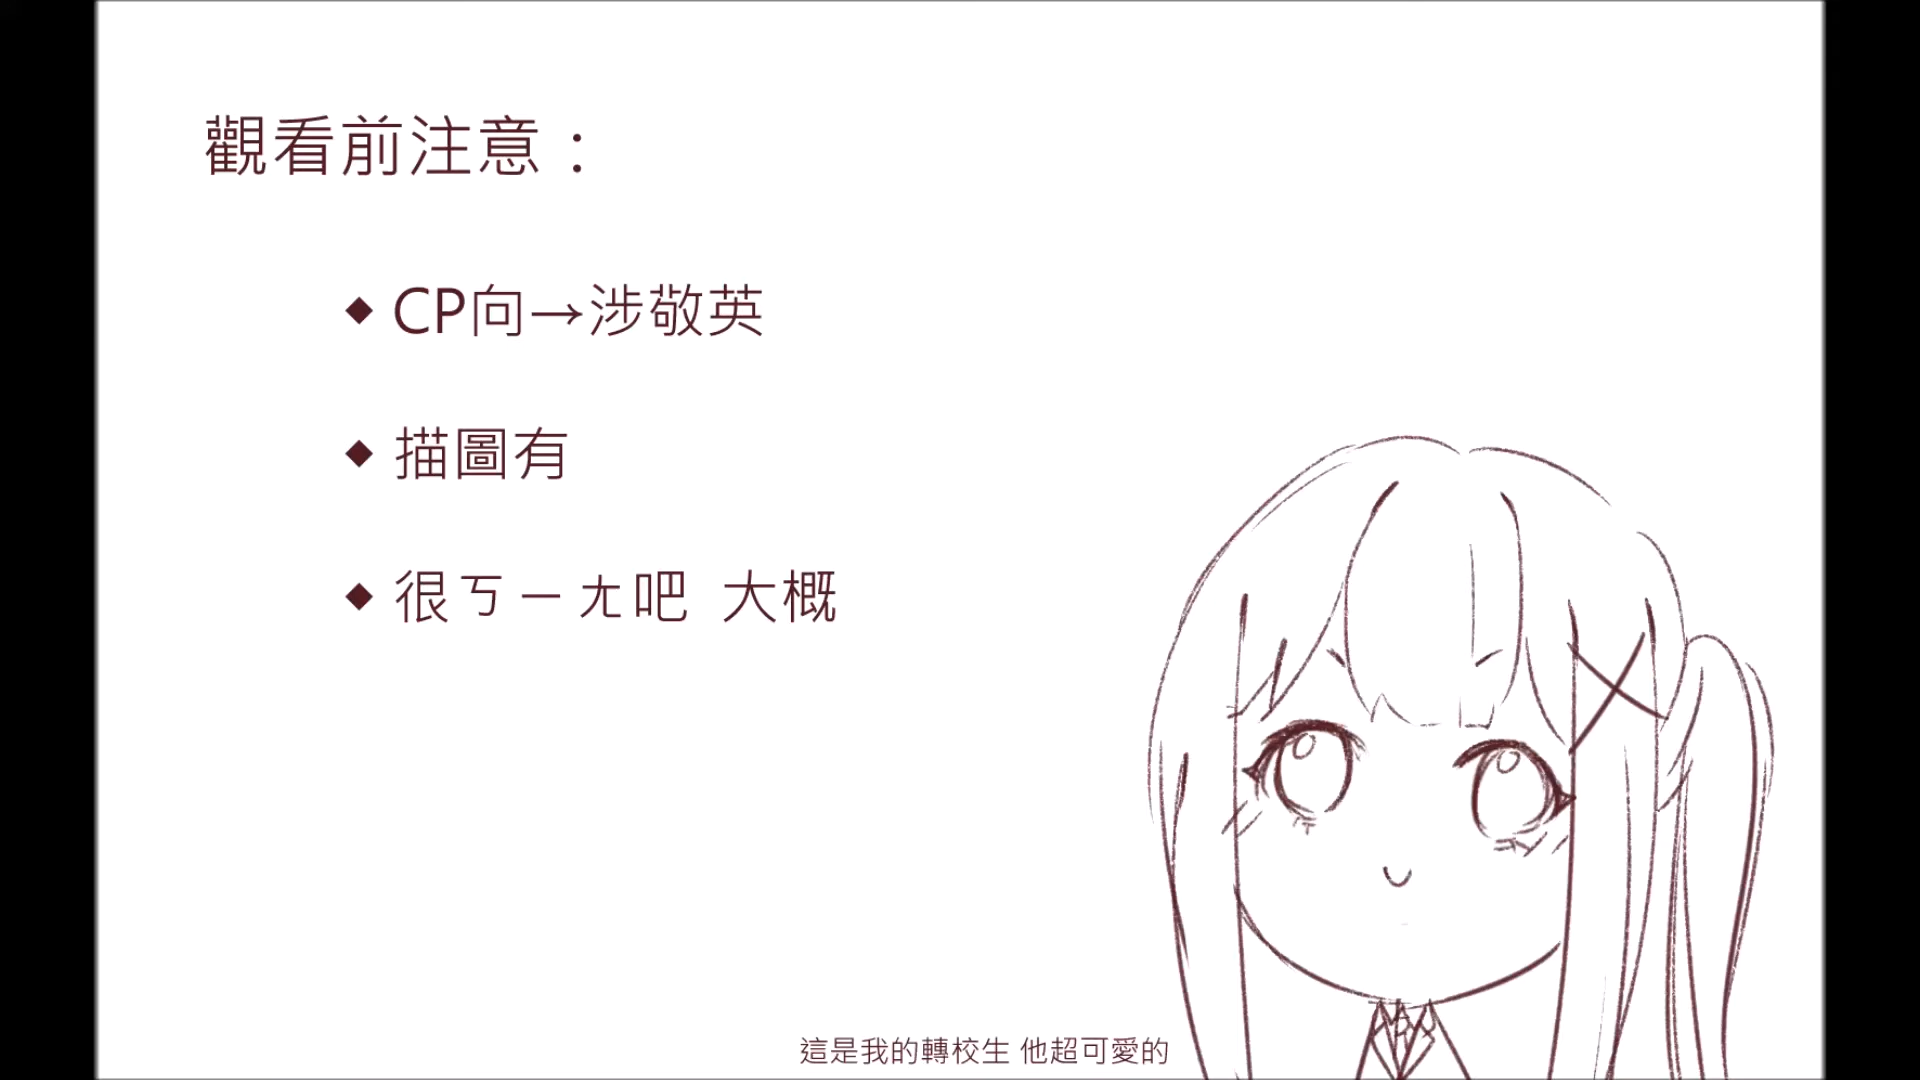 觀看前注意：
◆ CP向→涉敬英
◆ 描圖有
◆ 很ㄎㄧㄤ吧 大概
這是我的轉校生 他超可愛的